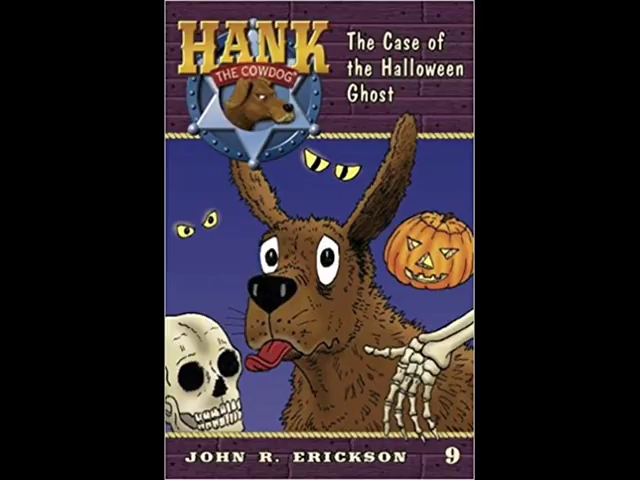 HANK
THE COWDOG®
The Case of
the Halloween
Ghost
JOHN R. ERICKSON 9